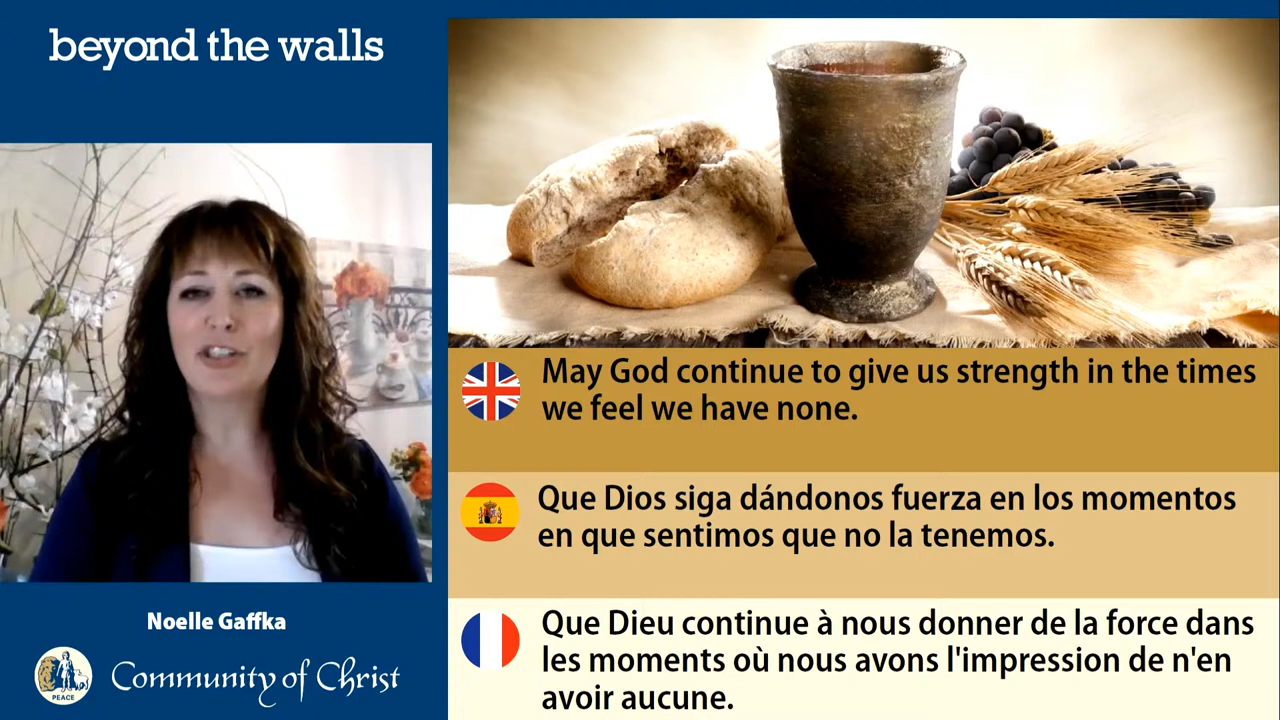 beyond the walls
May God continue to give us strength in the times
we feel we have none.
Que Dios siga dándonos fuerza en los momentos
en que sentimos que no la tenemos.
Que Dieu continue à nous donner de la force dans
les moments où nous avons l'impression de n'en
avoir aucune.
Noelle Gaffka
PEACE
Community of Christ